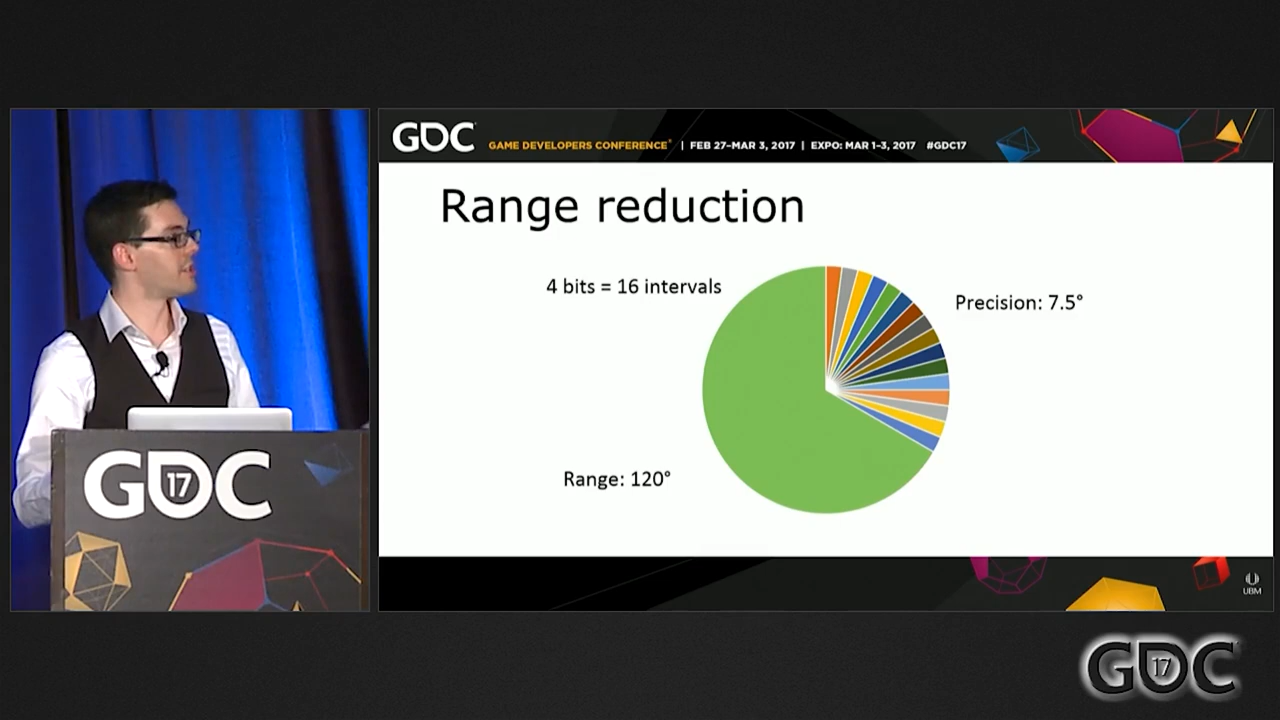 GDC
GAME DEVELOPERS CONFERENCE® | FEB 27–MAR 3, 2017 | EXPO: MAR 1–3, 2017 #GDC17
Range reduction
4 bits = 16 intervals
Precision: 7.5°
Range: 120°
GDC
17
UBM
GDC
17